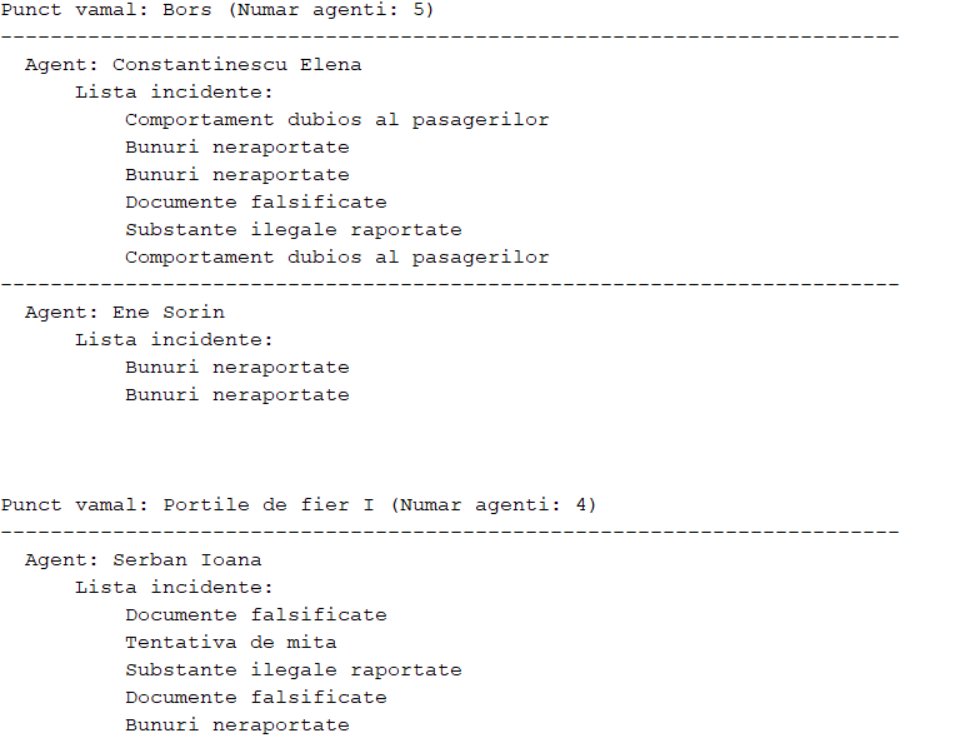 Punct vamal: Bors (Numar agenti: 5)
------------------------------------------------------------------------
Agent: Constantinescu Elena
Lista incidente:
Comportament dubios al pasagerilor
Bunuri neraportate
Bunuri neraportate
Documente falsificate
Substante ilegale raportate
Comportament dubios al pasagerilor
------------------------------------------------------------------------
Agent: Ene Sorin
Lista incidente:
Bunuri neraportate
Bunuri neraportate
Punct vamal: Portile de fier I (Numar agenti: 4)
------------------------------------------------------------------------
Agent: Serban Ioana
Lista incidente:
Documente falsificate
Tentativa de mita
Substante ilegale raportate
Documente falsificate
Bunuri neraportate